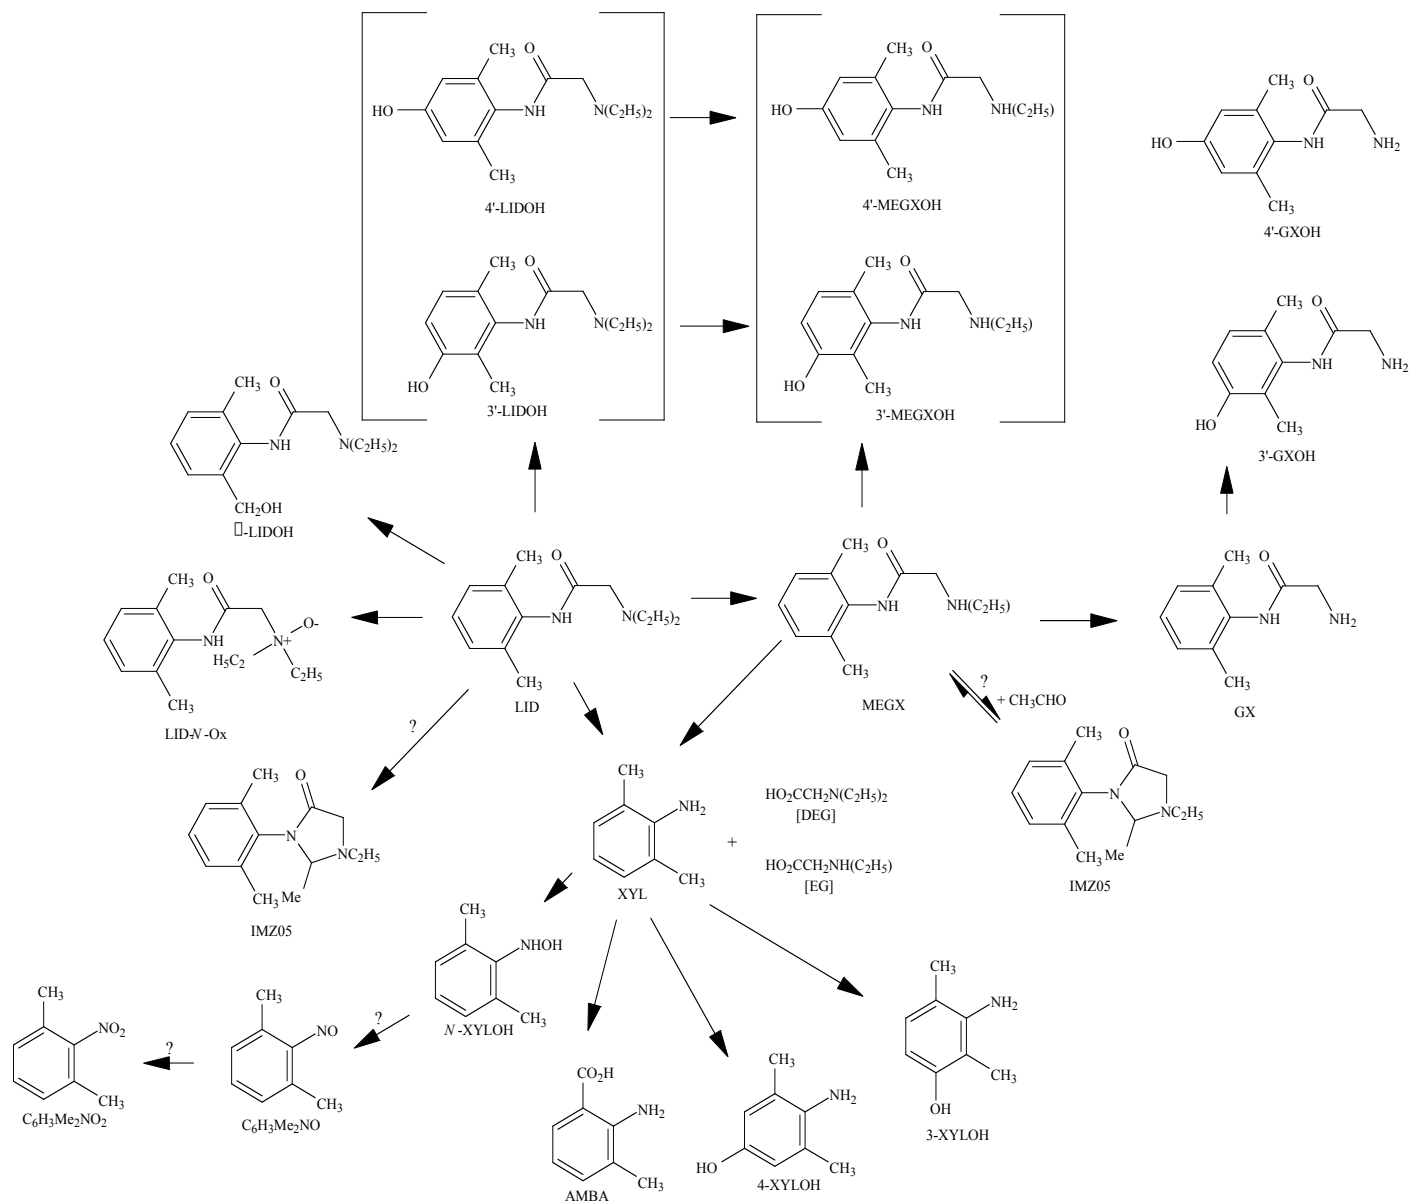 CH3 O
HO
NH
N(C2H5)2
CH3
4'-LIDOH
CH3 O
HO
NH
NH(C2H5)
CH3
4'-MEGXOH
CH3 O
HO
NH
NH2
CH3
4'-GXOH
CH3 O
NH
N(C2H5)2
HO
CH3
3'-LIDOH
CH3 O
NH
NH(C2H5)
HO
CH3
3'-MEGXOH
CH3 O
NH
NH2
HO
CH3
3'-GXOH
CH3 O
NH
N(C2H5)2
CH2OH
▯-LIDOH
CH3 O
NH
O-
N+
H5C2
C2H5
CH3
LID-N-Ox
CH3 O
NH
N(C2H5)2
CH3
LID
CH3 O
NH
NH(C2H5)
CH3
MEGX
CH3 O
NH
NH2
CH3
GX
?
?
+ CH3CHO
CH3 O
N
NC2H5
CH3 Me
IMZ05
CH3
NH2
CH3
XYL
+
HO2CCH2N(C2H5)2
[DEG]
HO2CCH2NH(C2H5)
[EG]
CH3 O
N
NC2H5
CH3 Me
IMZ05
CH3
NHOH
CH3
N-XYLOH
?
CH3
NO
CH3
C6H3Me2NO
?
CH3
NO2
CH3
C6H3Me2NO2
CO2H
NH2
CH3
AMBA
CH3
NH2
HO
CH3
4-XYLOH
CH3
NH2
CH3
OH
3-XYLOH